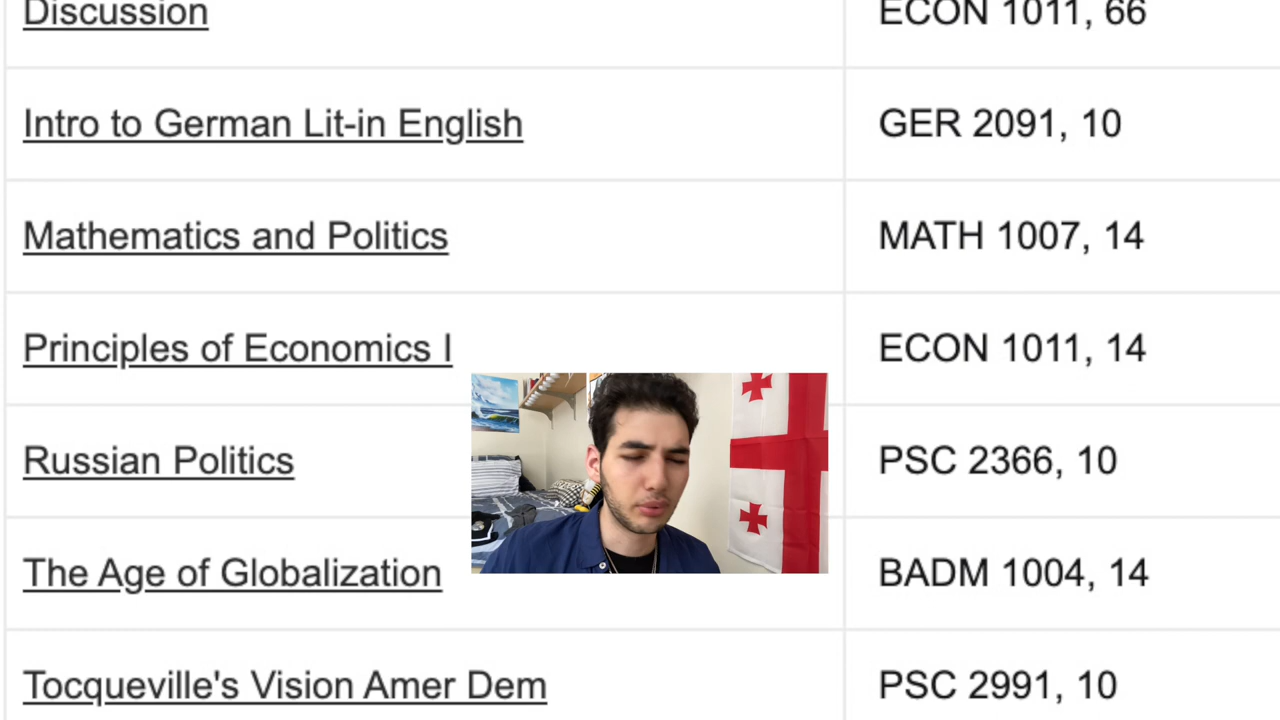 Discussion ECON 1011, 66
Intro to German Lit-in English GER 2091, 10
Mathematics and Politics MATH 1007, 14
Principles of Economics I ECON 1011, 14
Russian Politics PSC 2366, 10
The Age of Globalization BADM 1004, 14
Tocqueville's Vision Amer Dem PSC 2991, 10